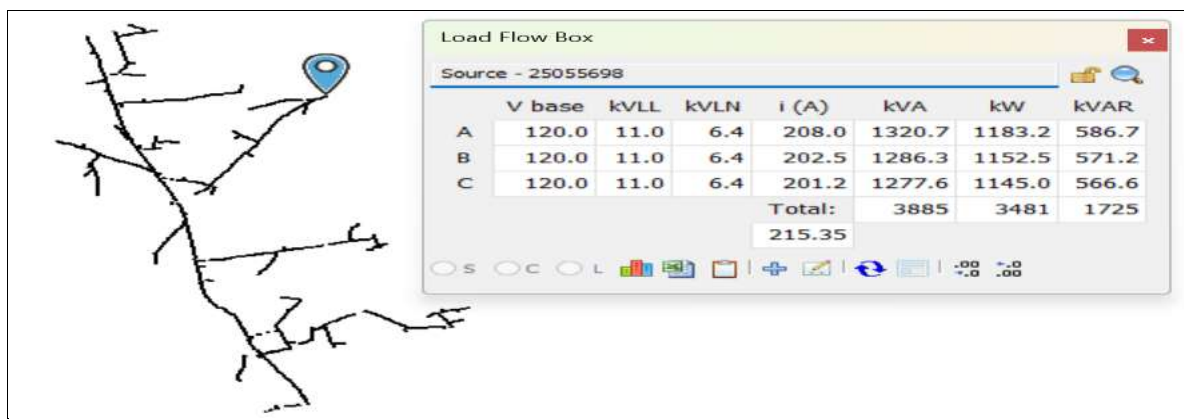 Load Flow Box
Source - 25055698
V base kVLL kVLN i (A) kVA kW kVAR
A 120.0 11.0 6.4 208.0 1320.7 1183.2 586.7
B 120.0 11.0 6.4 202.5 1286.3 1152.5 571.2
C 120.0 11.0 6.4 201.2 1277.6 1145.0 566.6
Total: 3885 3481 1725
215.35
S C L